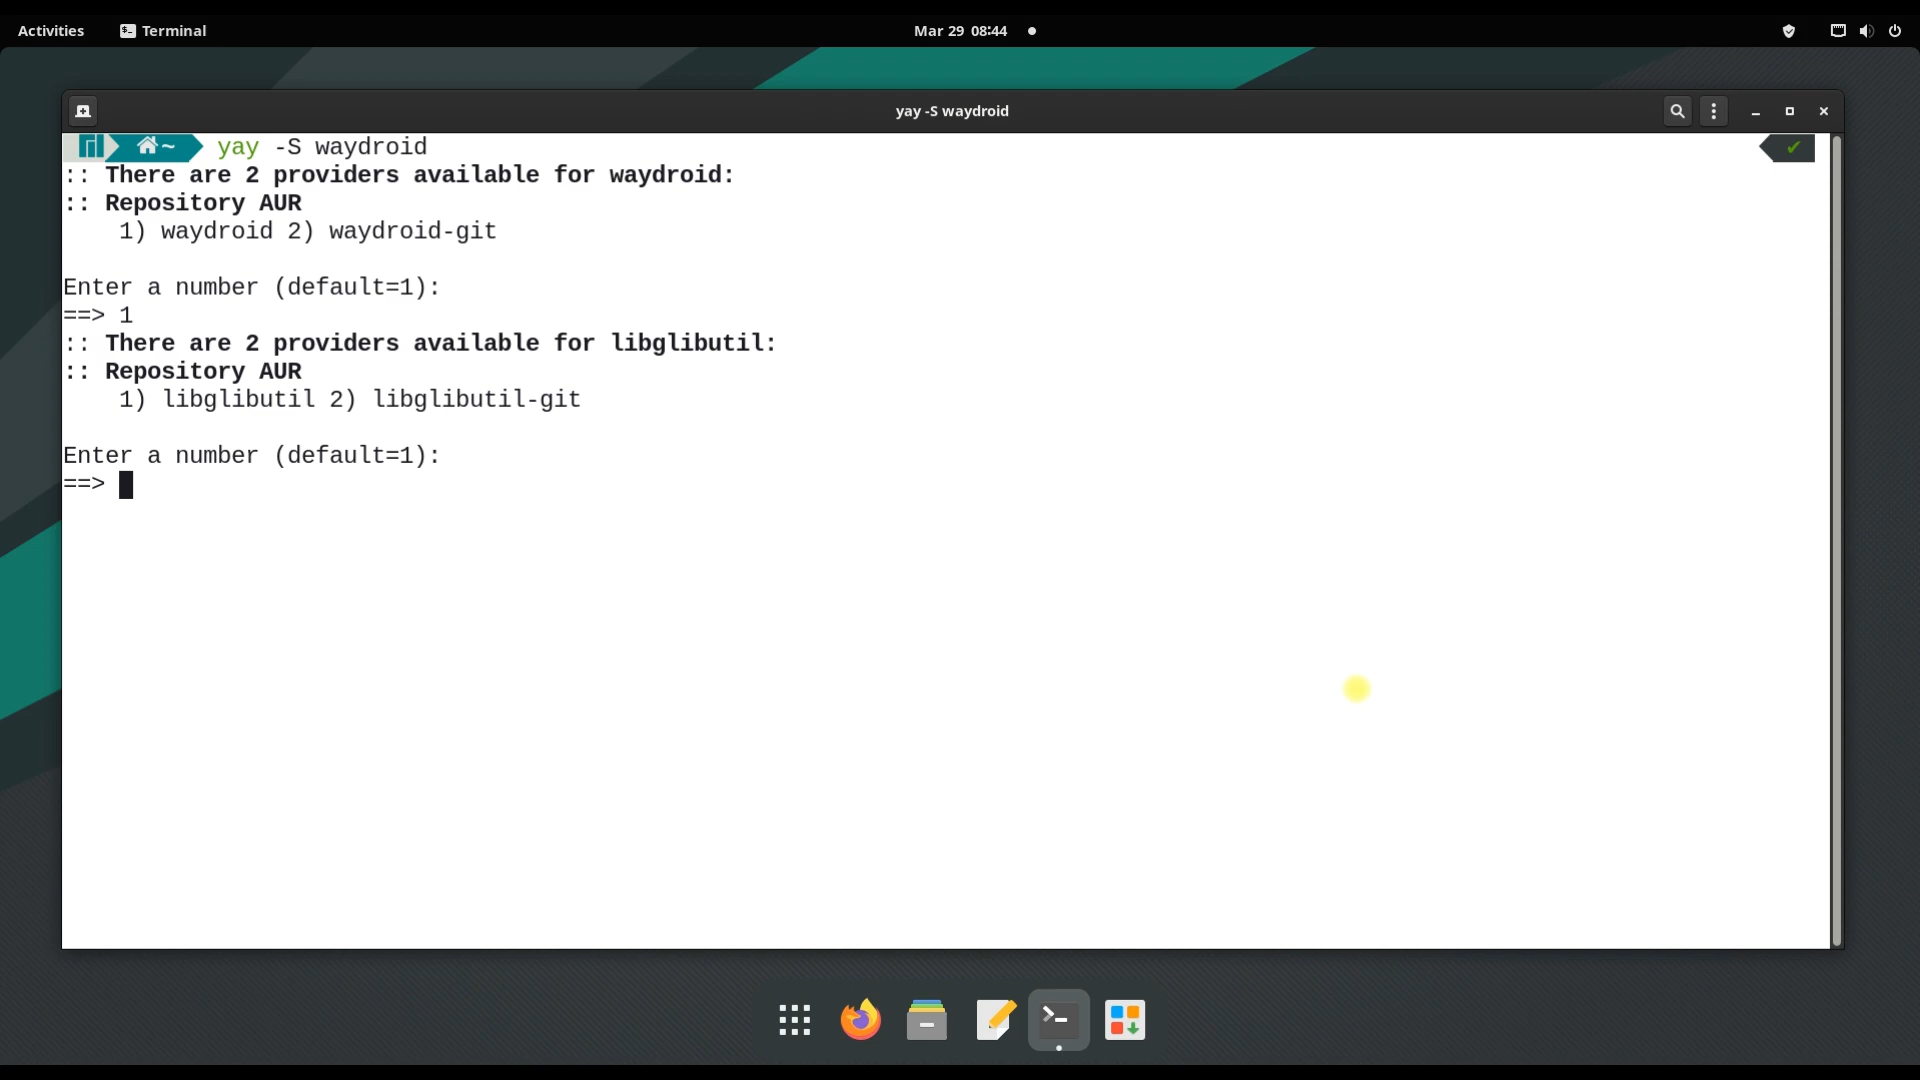 Activities Terminal Mar 29 08:44
yay -S waydroid
~ yay -S waydroid
:: There are 2 providers available for waydroid:
:: Repository AUR
1) waydroid 2) waydroid-git
Enter a number (default=1):
==> 1
:: There are 2 providers available for libglibutil:
:: Repository AUR
1) libglibutil 2) libglibutil-git
Enter a number (default=1):
==>